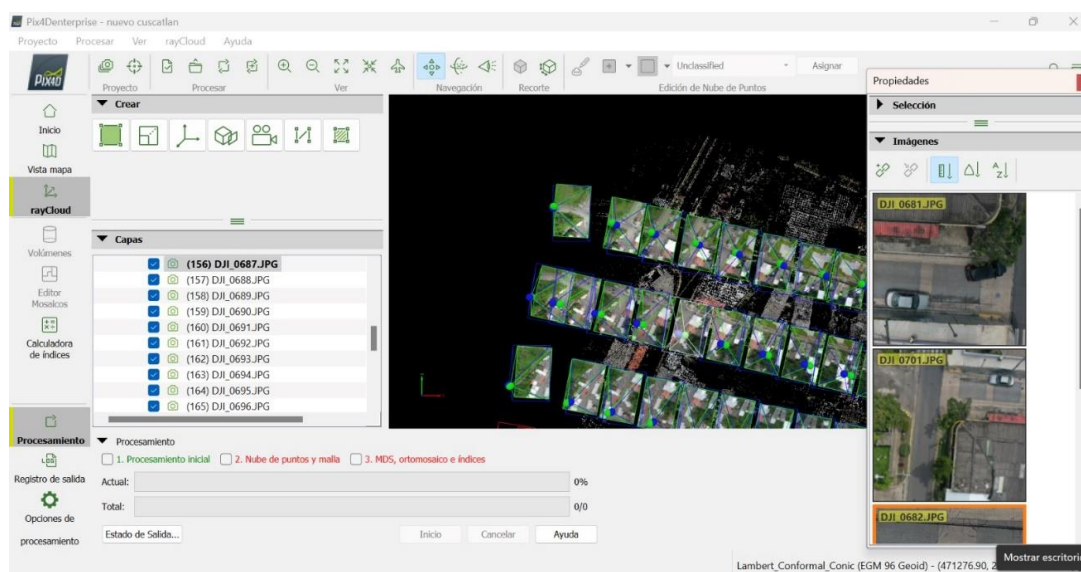 Pix4Denterprise - nuevo cuscatlan
Proyecto Procesar Ver rayCloud Ayuda
PIX4D
Proyecto Procesar Ver Navegación Recorte Edición de Nube de Puntos
Unclassified Asignar
Inicio
Vista mapa
rayCloud
Volúmenes
Editor
Mosaicos
Calculadora
de índices
Procesamiento
Registro de salida
Opciones de
procesamiento
Crear
Capas
(156) DJI_0687.JPG
(157) DJI_0688.JPG
(158) DJI_0689.JPG
(159) DJI_0690.JPG
(160) DJI_0691.JPG
(161) DJI_0692.JPG
(162) DJI_0693.JPG
(163) DJI_0694.JPG
(164) DJI_0695.JPG
(165) DJI_0696.JPG
Procesamiento
1. Procesamiento inicial 2. Nube de puntos y malla 3. MDS, ortomosaico e índices
Actual: 0%
Total: 0/0
Estado de Salida... Inicio Cancelar Ayuda
Propiedades
Selección
Imágenes
DJI_0681.JPG
DJI_0701.JPG
DJI_0682.JPG
Lambert_Conformal_Conic (EGM 96 Geoid) - (471276.90, 2
Mostrar escritorio